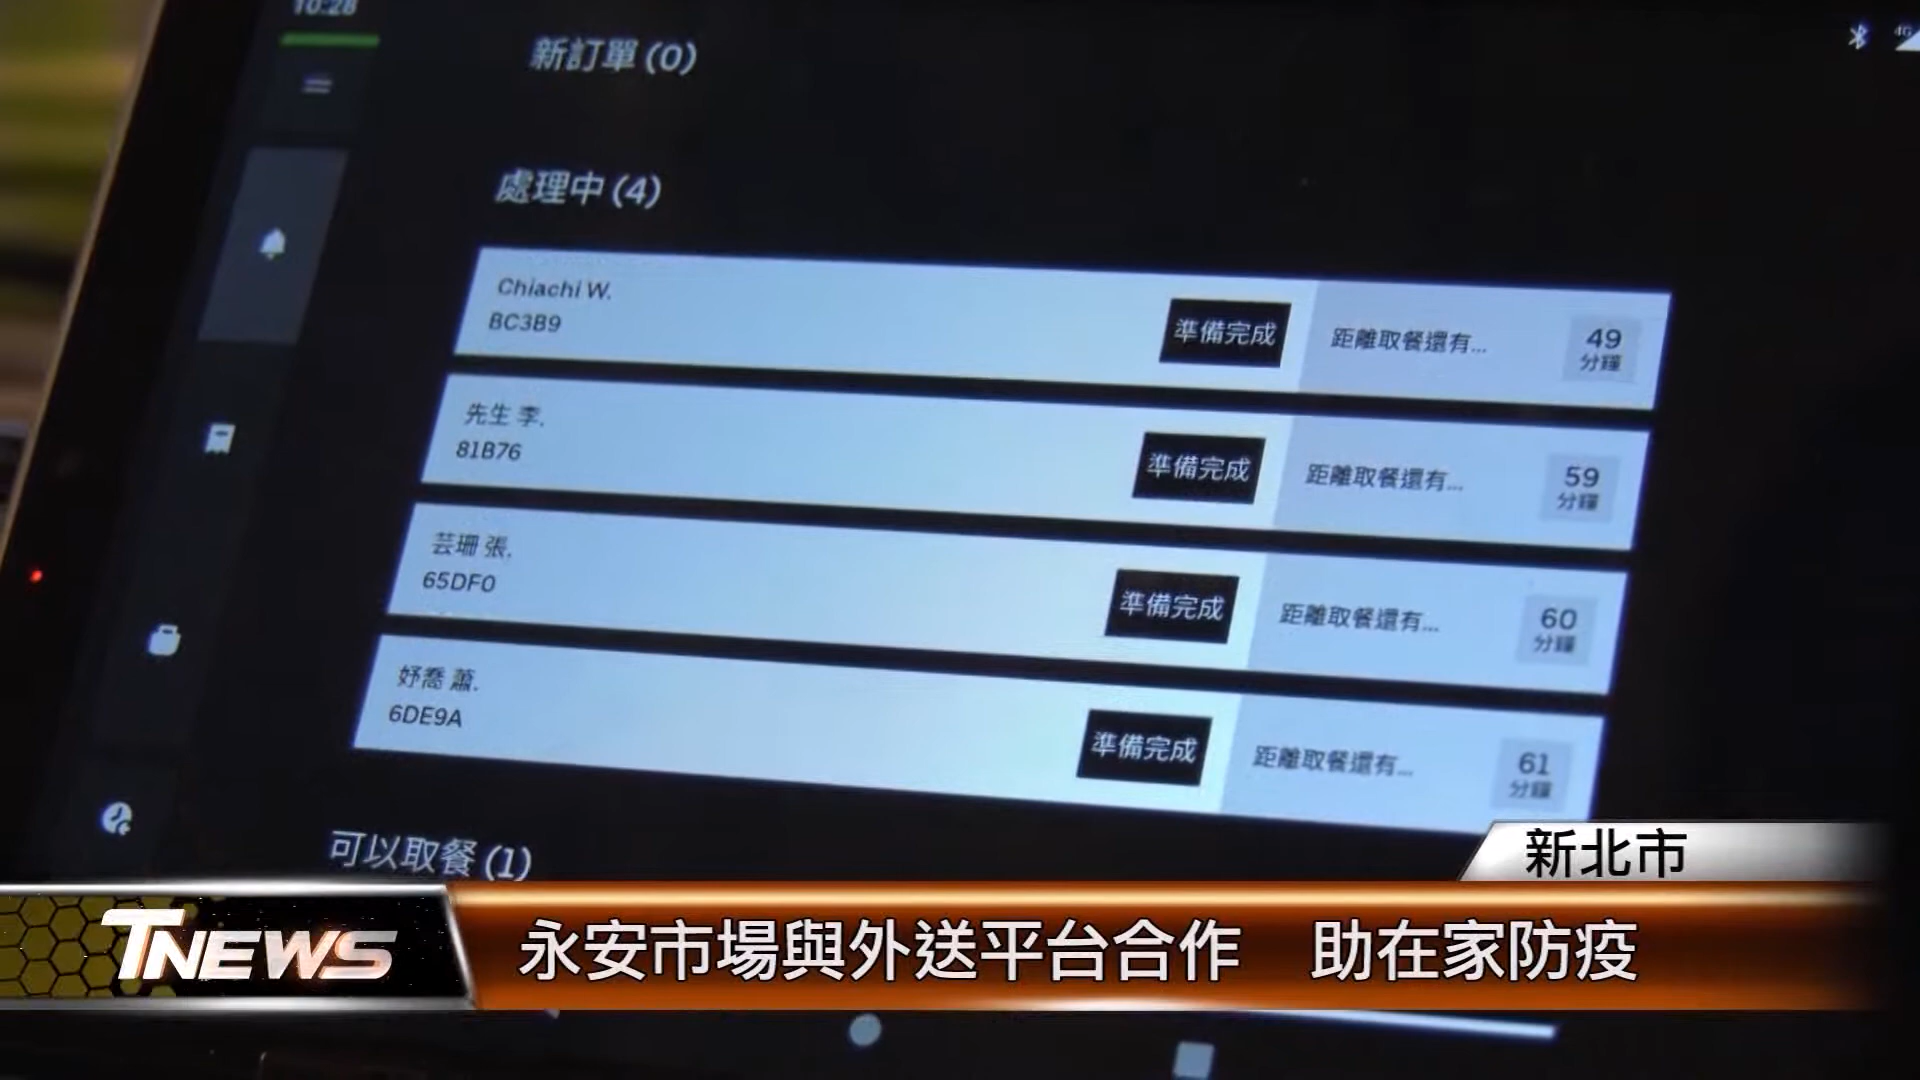 10:28
4G
新訂單 (0)
處理中 (4)
Chiachi W.
BC3B9
準備完成
距離取餐還有...
49
分鐘
先生 李.
81B76
準備完成
距離取餐還有...
59
分鐘
芸珊 張.
65DF0
準備完成
距離取餐還有...
60
分鐘
妤喬 蕭.
6DE9A
準備完成
距離取餐還有...
61
分鐘
可以取餐 (1)
新北市
TNEWS
永安市場與外送平台合作 助在家防疫